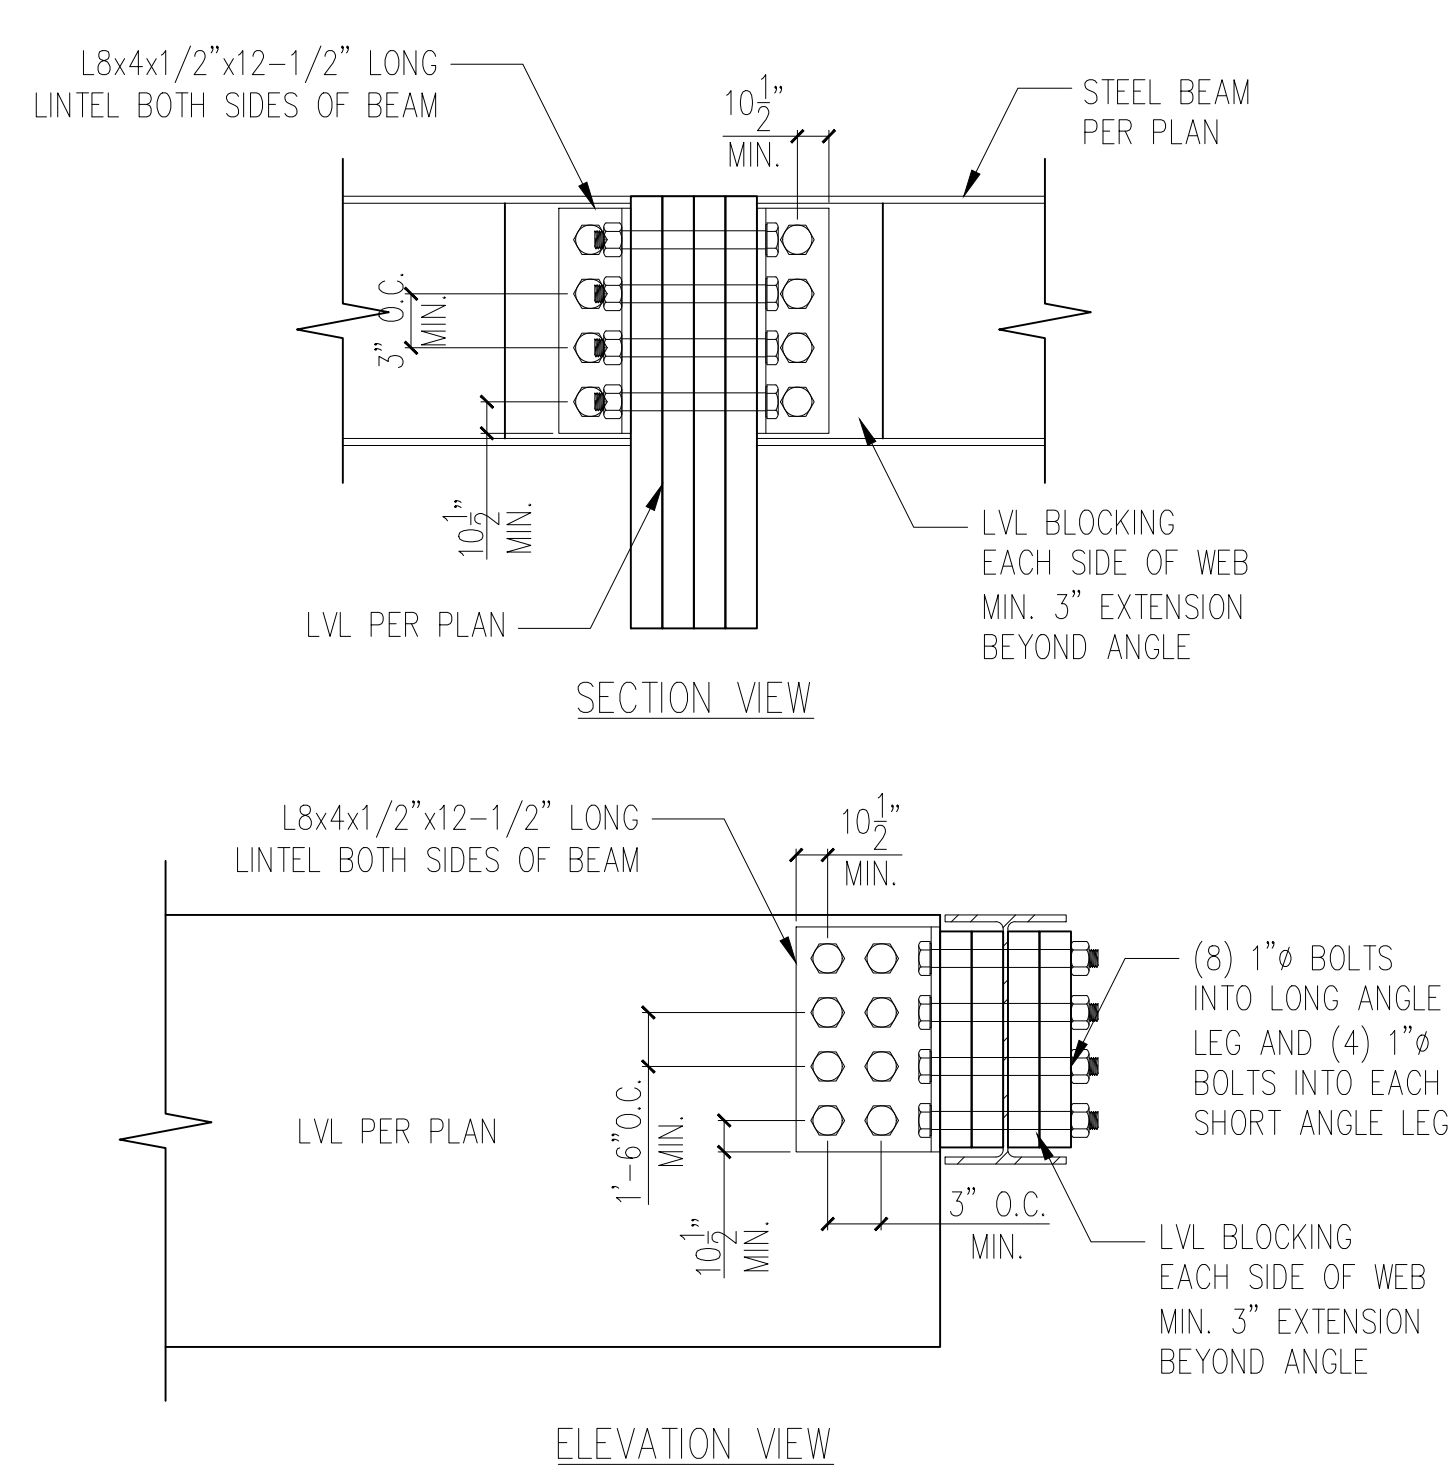 L8x4x1/2"x12-1/2" LONG
LINTEL BOTH SIDES OF BEAM
10 1/2"
MIN.
STEEL BEAM
PER PLAN
3" O.C.
MIN.
10 1/2"
MIN.
LVL PER PLAN
LVL BLOCKING
EACH SIDE OF WEB
MIN. 3" EXTENSION
BEYOND ANGLE
SECTION VIEW
L8x4x1/2"x12-1/2" LONG
LINTEL BOTH SIDES OF BEAM
10 1/2"
MIN.
(8) 1"ø BOLTS
INTO LONG ANGLE
LEG AND (4) 1"ø
BOLTS INTO EACH
SHORT ANGLE LEG
LVL PER PLAN
1'-6"O.C.
MIN.
10 1/2"
MIN.
3" O.C.
MIN.
LVL BLOCKING
EACH SIDE OF WEB
MIN. 3" EXTENSION
BEYOND ANGLE
ELEVATION VIEW